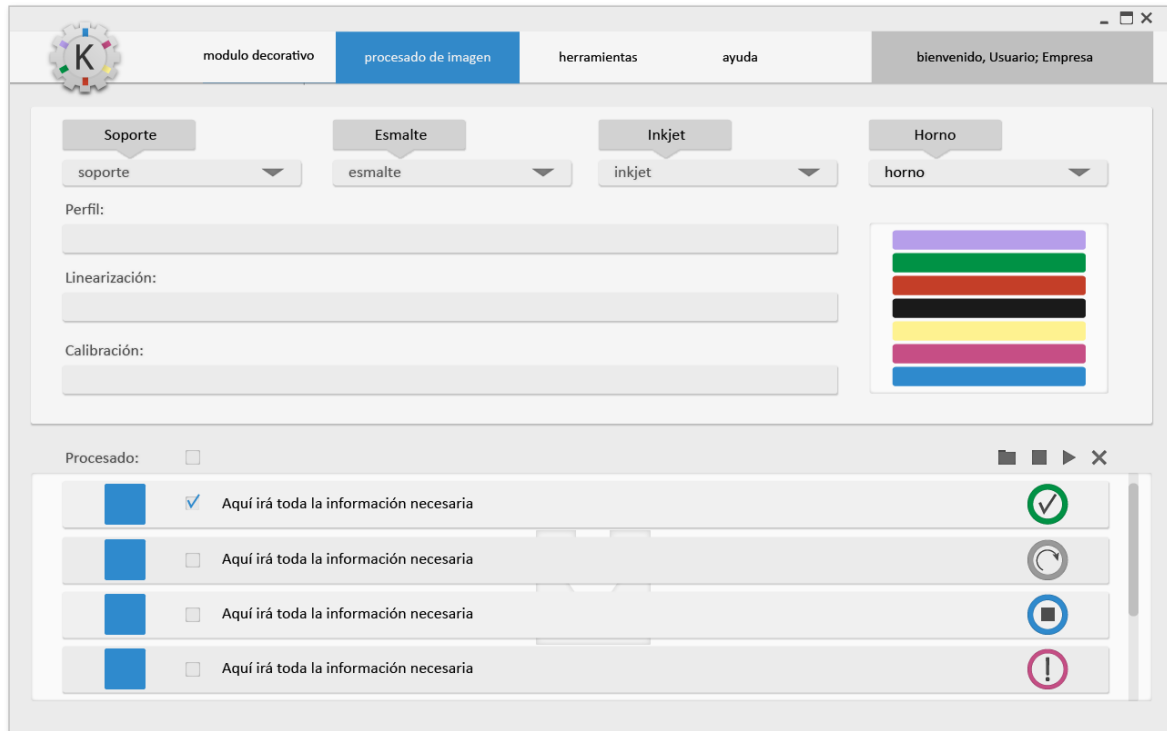 K
modulo decorativo
procesado de imagen
herramientas
ayuda
bienvenido, Usuario; Empresa
Soporte
Esmalte
Inkjet
Horno
soporte
esmalte
inkjet
horno
Perfil:
Linearización:
Calibración:
Procesado:
Aquí irá toda la información necesaria
Aquí irá toda la información necesaria
Aquí irá toda la información necesaria
Aquí irá toda la información necesaria